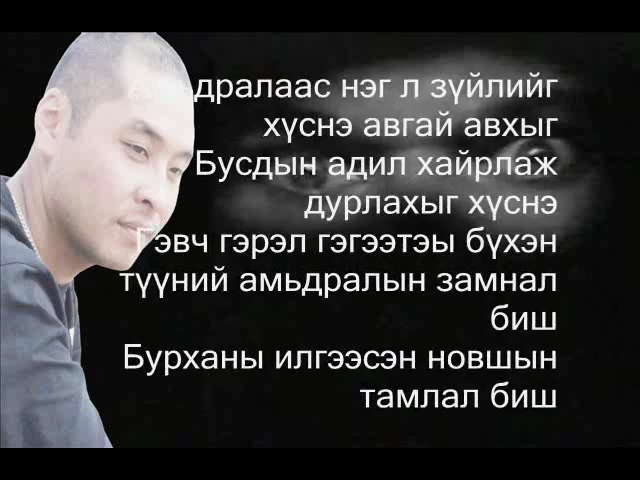 дралаас нэг л зүйлийг
хүснэ авгай авхыг
Бусдын адил хайрлаж
дурлахыг хүснэ
Гэвч гэрэл гэгээтэы бүхэн
түүний амьдралын замнал
биш
Бурханы илгээсэн новшын
тамлал биш